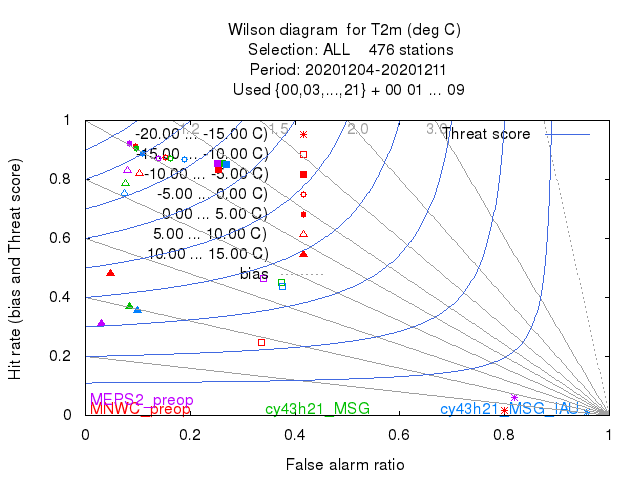 Wilson diagram for T2m (deg C)
Selection: ALL 476 stations
Period: 20201204-20201211
Used {00,03,...,21} + 00 01 ... 09
1
0.8
0.6
0.4
0.2
0
Hit rate (bias and Threat score)
1.2
1.5
2.0
3.0
Threat score
-20.00 ... -15.00 C)
-15.00 ... -10.00 C)
-10.00 ... -5.00 C)
-5.00 ... 0.00 C)
0.00 ... 5.00 C)
5.00 ... 10.00 C)
10.00 ... 15.00 C)
bias
MEPS2_preop
MNWC_preop
cy43h21_MSG
cy43h21_MSG_IAU
0 0.2 0.4 0.6 0.8 1
False alarm ratio